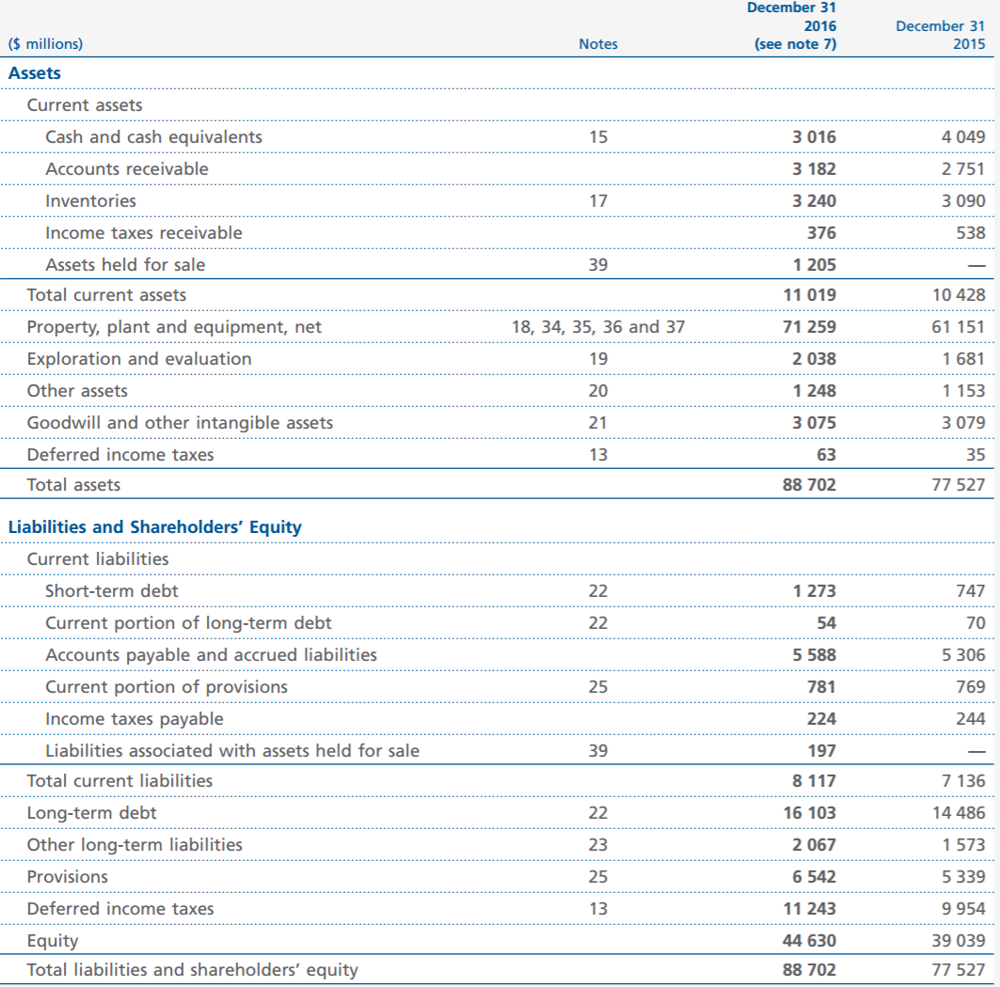 December 31
2016 December 31
($ millions) Notes (see note 7) 2015
Assets
Current assets
Cash and cash equivalents 15 3 016 4 049
Accounts receivable 3 182 2 751
Inventories 17 3 240 3 090
Income taxes receivable 376 538
Assets held for sale 39 1 205 —
Total current assets 11 019 10 428
Property, plant and equipment, net 18, 34, 35, 36 and 37 71 259 61 151
Exploration and evaluation 19 2 038 1 681
Other assets 20 1 248 1 153
Goodwill and other intangible assets 21 3 075 3 079
Deferred income taxes 13 63 35
Total assets 88 702 77 527
Liabilities and Shareholders’ Equity
Current liabilities
Short-term debt 22 1 273 747
Current portion of long-term debt 22 54 70
Accounts payable and accrued liabilities 5 588 5 306
Current portion of provisions 25 781 769
Income taxes payable 224 244
Liabilities associated with assets held for sale 39 197 —
Total current liabilities 8 117 7 136
Long-term debt 22 16 103 14 486
Other long-term liabilities 23 2 067 1 573
Provisions 25 6 542 5 339
Deferred income taxes 13 11 243 9 954
Equity 44 630 39 039
Total liabilities and shareholders’ equity 88 702 77 527